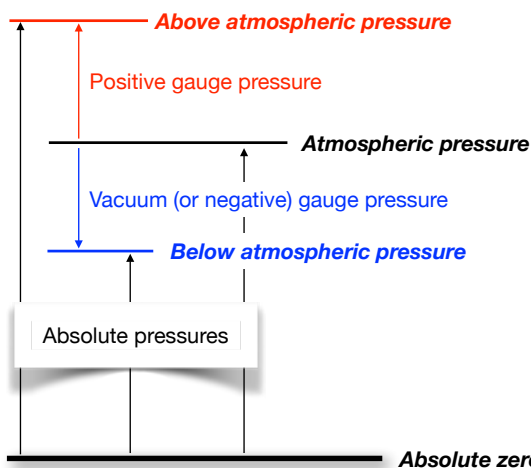 Above atmospheric pressure
Positive gauge pressure
Atmospheric pressure
Vacuum (or negative) gauge pressure
Below atmospheric pressure
Absolute pressures
Absolute zero